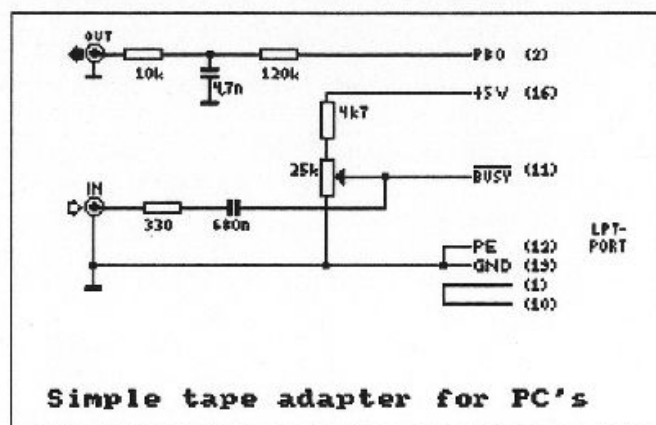 OUT
10k
4,7n
120k
PB0 (2)
+5V (16)
4k7
25k
BUSY (11)
IN
330
680n
LPT-
PORT
PE (12)
GND (19)
(1)
(10)
Simple tape adapter for PC's